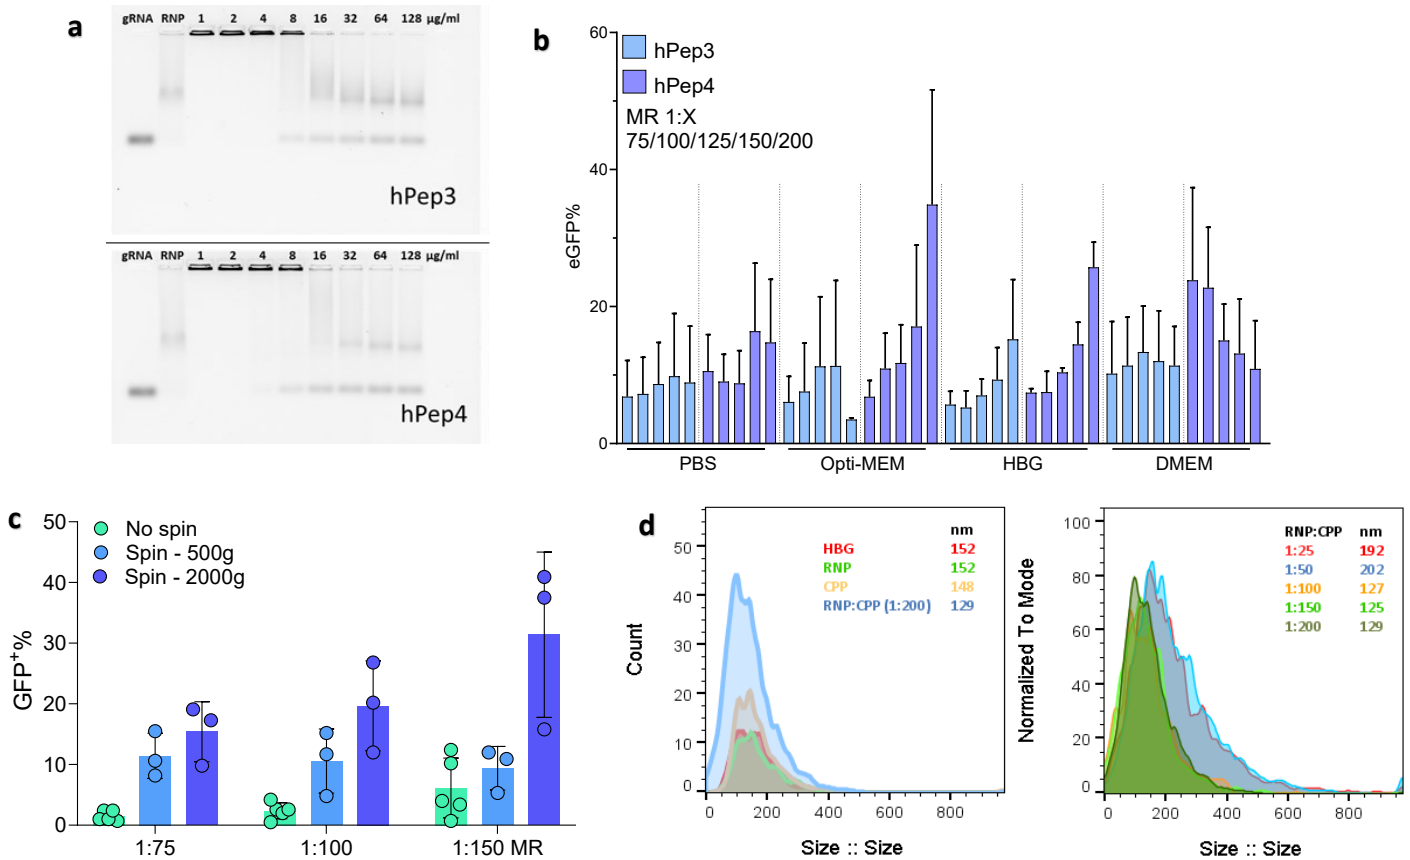 a
gRNA RNP 1 2 4 8 16 32 64 128 μg/ml
hPep3
gRNA RNP 1 2 4 8 16 32 64 128 μg/ml
hPep4
b
60
40
20
0
eGFP%
hPep3
hPep4
MR 1:X
75/100/125/150/200
PBS Opti-MEM HBG DMEM
c
50
40
30
20
10
0
GFP+%
No spin
Spin - 500g
Spin - 2000g
1:75 1:100 1:150 MR
d
Count
50
40
30
20
10
0
nm
HBG 152
RNP 152
CPP 148
RNP:CPP (1:200) 129
0 200 400 600 800
Size :: Size
Normalized To Mode
100
80
60
40
20
0
RNP:CPP nm
1:25 192
1:50 202
1:100 127
1:150 125
1:200 129
0 200 400 600 800
Size :: Size